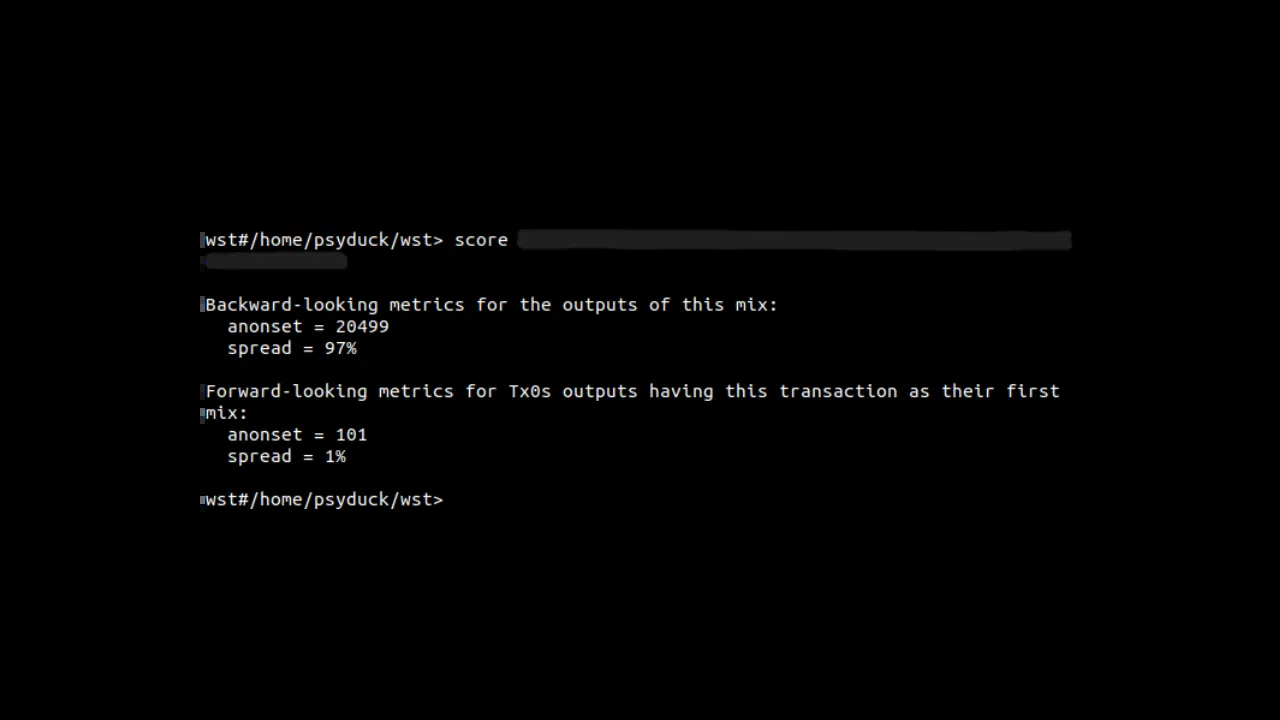 wst#/home/psyduck/wst> score
Backward-looking metrics for the outputs of this mix:
anonset = 20499
spread = 97%
Forward-looking metrics for Tx0s outputs having this transaction as their first
mix:
anonset = 101
spread = 1%
wst#/home/psyduck/wst>